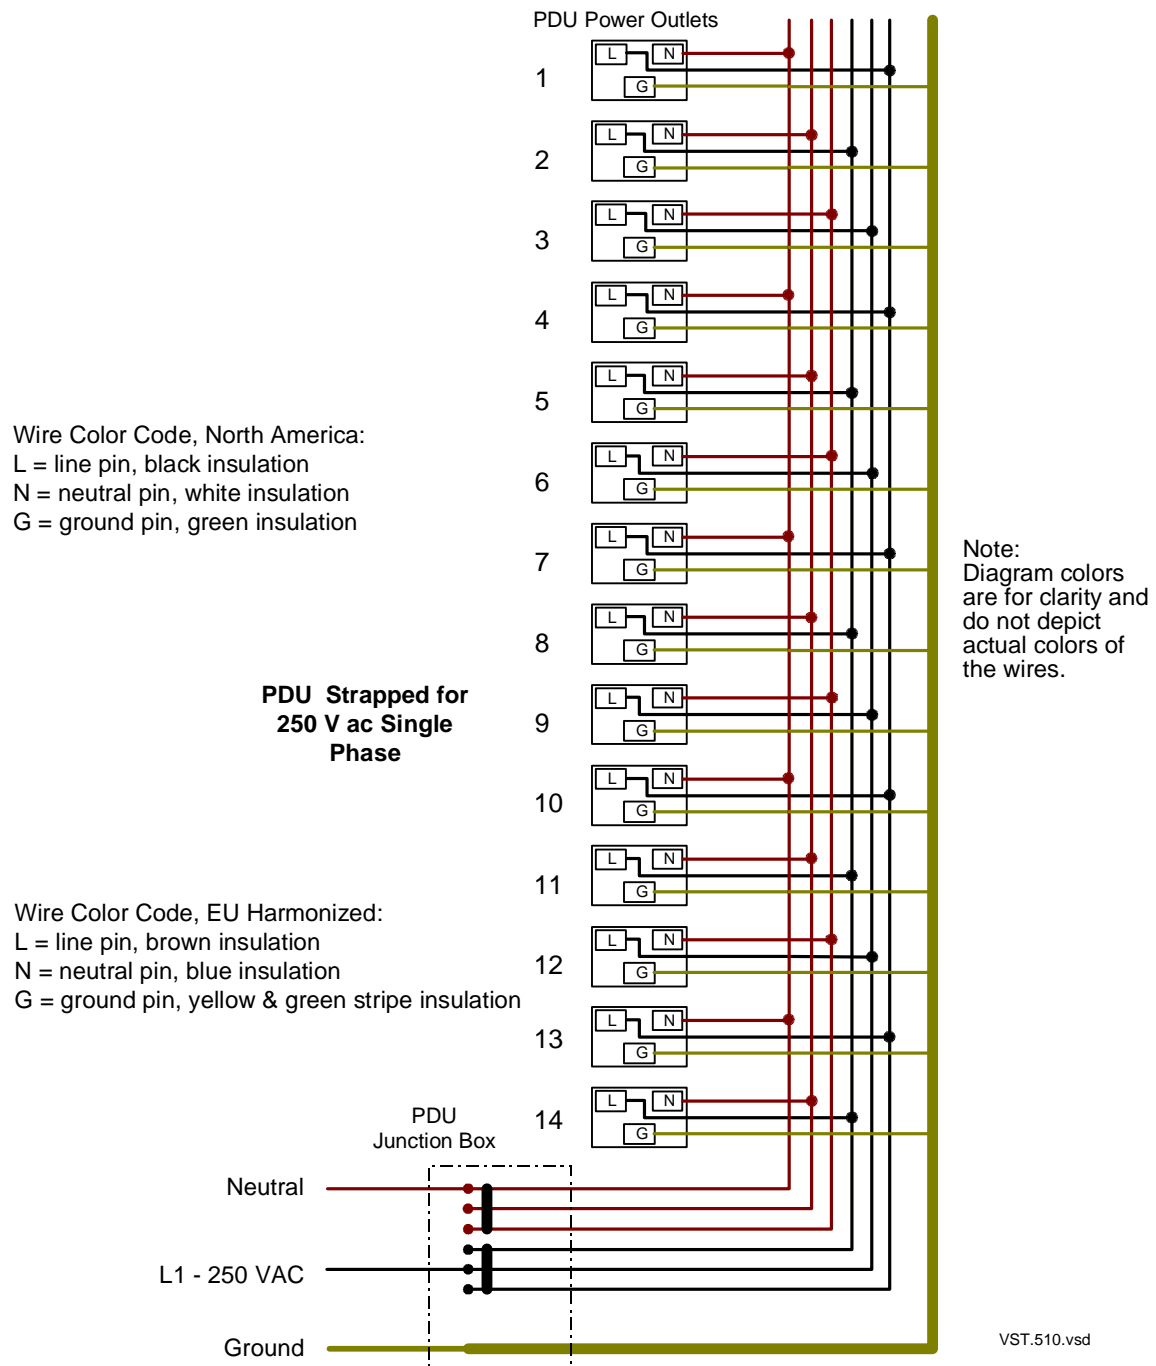 PDU Power Outlets
L N
1
G
L N
2
G
L N
3
G
L N
4
G
L N
5
G
Wire Color Code, North America:
L = line pin, black insulation
N = neutral pin, white insulation
G = ground pin, green insulation
L N
6
G
L N
7
G
Note:
Diagram colors
are for clarity and
do not depict
actual colors of
the wires.
L N
8
G
PDU Strapped for
250 V ac Single
Phase
L N
9
G
L N
10
G
L N
11
G
Wire Color Code, EU Harmonized:
L = line pin, brown insulation
N = neutral pin, blue insulation
G = ground pin, yellow & green stripe insulation
L N
12
G
L N
13
G
L N
14
G
PDU
Junction Box
Neutral
L1 - 250 VAC
Ground
VST.510.vsd